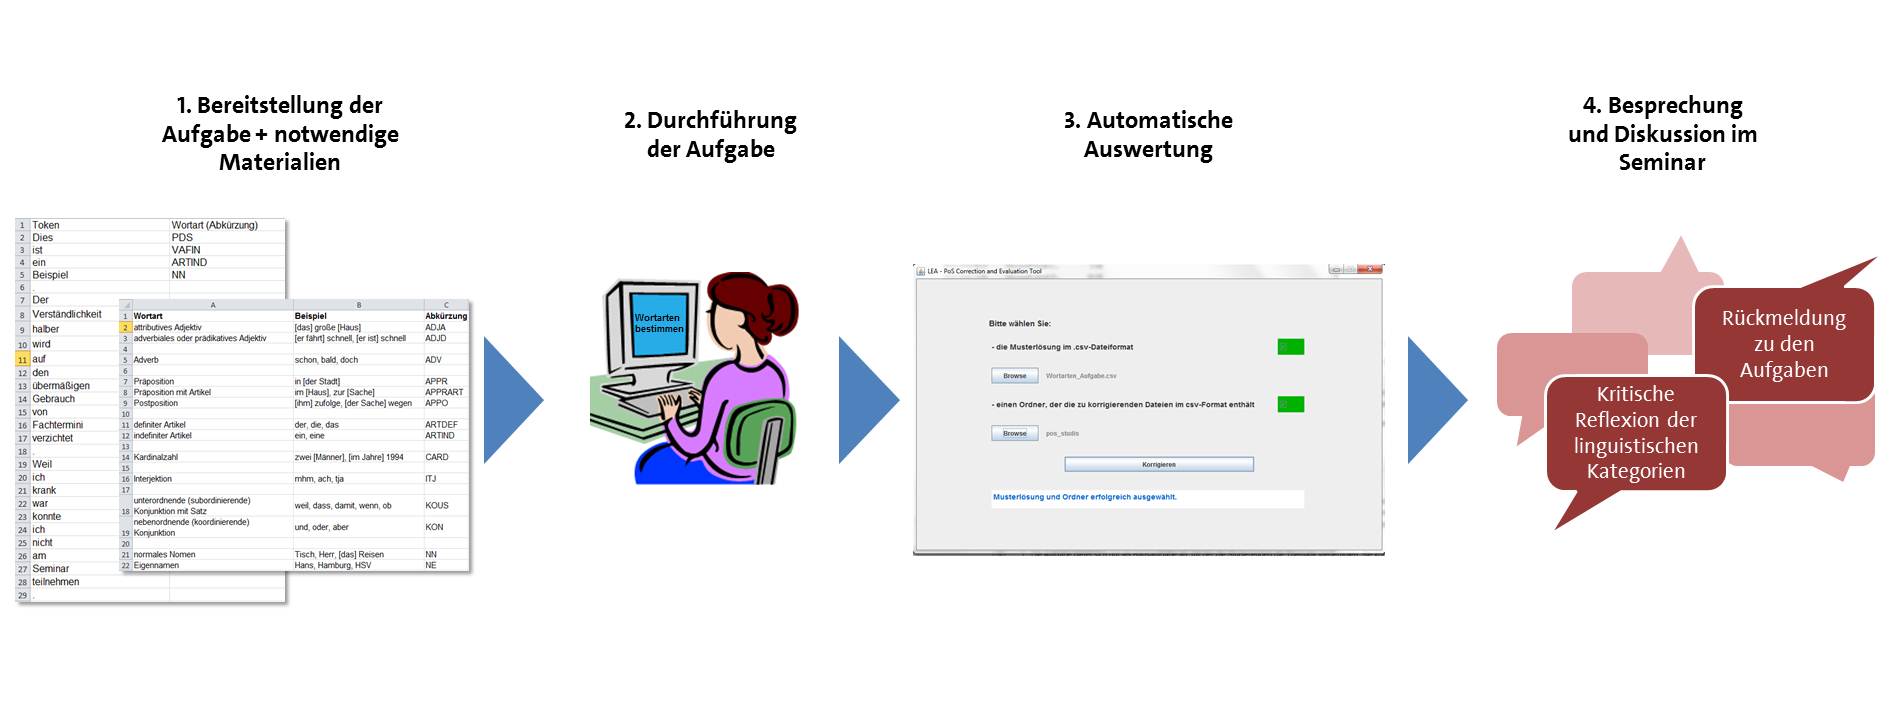 1. Bereitstellung der
Aufgabe + notwendige
Materialien
2. Durchführung
der Aufgabe
3. Automatische
Auswertung
4. Besprechung
und Diskussion im
Seminar
1 Token Wortart (Abkürzung)
2 Dies PDS
3 ist VAFIN
4 ein ARTIND
5 Beispiel NN
6 .
7 Der
8 Verständlichkeit
9 halber
10 wird
11 auf
12 den
13 übermäßigen
14 Gebrauch
15 von
16 Fachtermini
17 verzichtet
18 .
19 Weil
20 ich
21 krank
22 war
23 konnte
24 ich
25 nicht
26 am
27 Seminar
28 teilnehmen
29 .
A B C
1 Wortart Beispiel Abkürzung
2 attributives Adjektiv [das] große [Haus] ADJA
3 adverbiales oder prädikatives Adjektiv [er fährt] schnell, [er ist] schnell ADJD
4
5 Adverb schon, bald, doch ADV
6
7 Präposition in [der Stadt] APPR
8 Präposition mit Artikel im [Haus], zur [Sache] APPRART
9 Postposition [ihm] zufolge, [der Sache] wegen APPO
10
11 definiter Artikel der, die, das ARTDEF
12 indefiniter Artikel ein, eine ARTIND
13
14 Kardinalzahl zwei [Männer], [im Jahre] 1994 CARD
15
16 Interjektion mhm, ach, tja ITJ
17
unterordnende (subordinierende)
18 Konjunktion mit Satz weil, dass, damit, wenn, ob KOUS
nebenordnende (koordinierende)
19 Konjunktion und, oder, aber KON
20
21 normales Nomen Tisch, Herr, [das] Reisen NN
22 Eigennamen Hans, Hamburg, HSV NE
Wortarten
bestimmen
LEA - PoS Correction and Evaluation Tool
Bitte wählen Sie:
- die Musterlösung im .csv-Dateiformat
Browse Wortarten_Aufgabe.csv
- einen Ordner, der die zu korrigierenden Dateien im csv-Format enthält
Browse pos_studis
Korrigieren
Musterlösung und Ordner erfolgreich ausgewählt.
Rückmeldung
zu den
Aufgaben
Kritische
Reflexion der
linguistischen
Kategorien